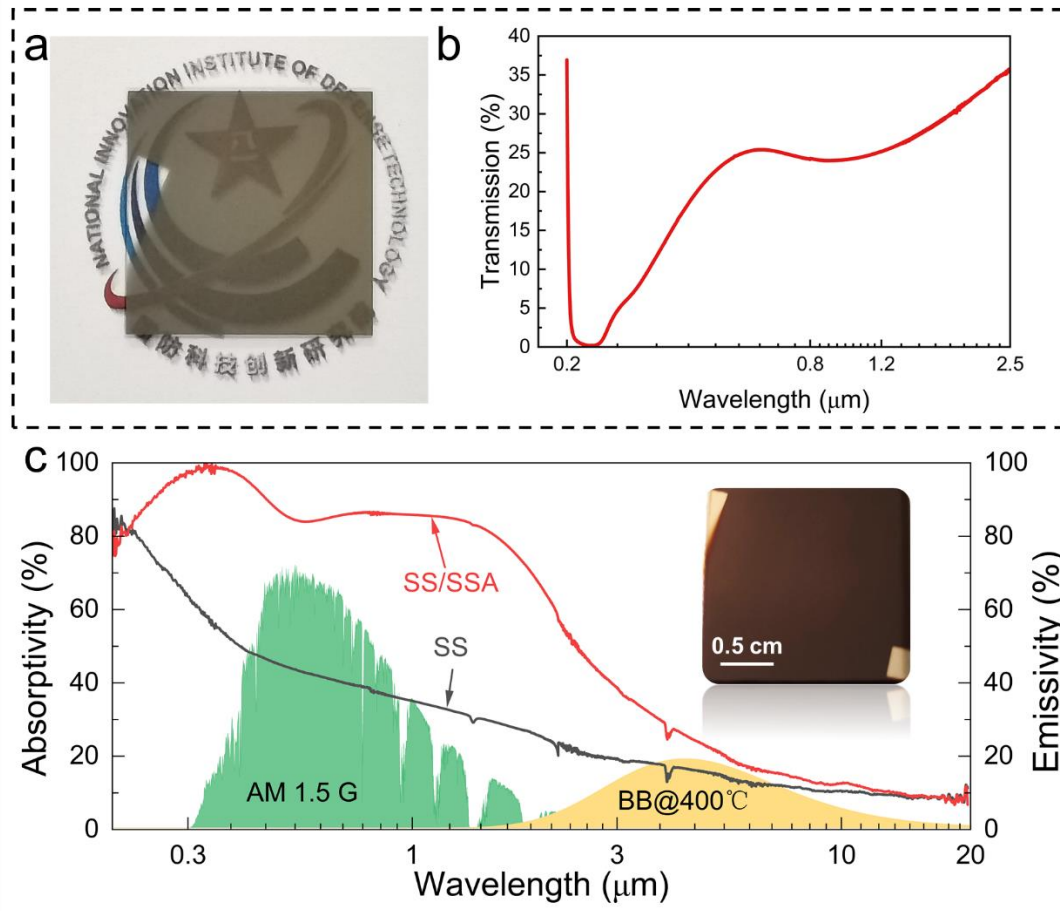 a
NATIONAL INNOVATION INSTITUTE OF DEFENSE TECHNOLOGY
防科技创新研究
b
Transmission (%)
40
35
30
25
20
15
10
5
0
0.2
0.8
1.2
2.5
Wavelength (μm)
c
Absorptivity (%)
100
80
60
40
20
0
SS/SSA
SS
AM 1.5 G
BB@400℃
0.5 cm
100
80
60
40
20
0
Emissivity (%)
0.3
1
3
10
20
Wavelength (μm)